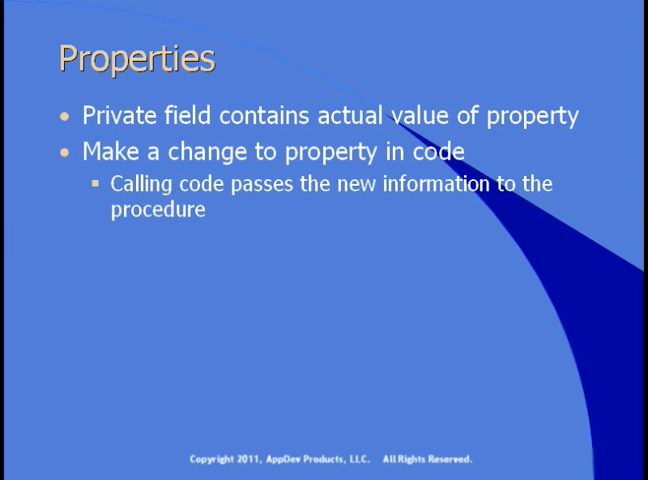 Properties
• Private field contains actual value of property
• Make a change to property in code
▪ Calling code passes the new information to the
procedure
Copyright 2011, AppDev Products, LLC. All Rights Reserved.